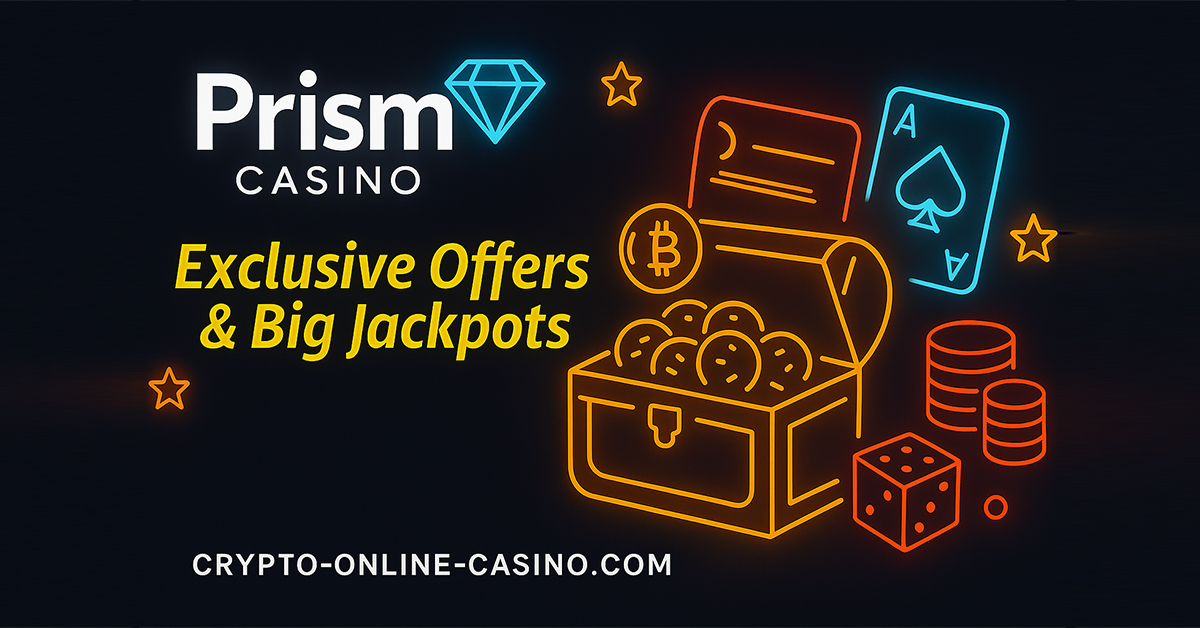 Prism
CASINO
Exclusive Offers
& Big Jackpots
A
A
CRYPTO-ONLINE-CASINO.COM